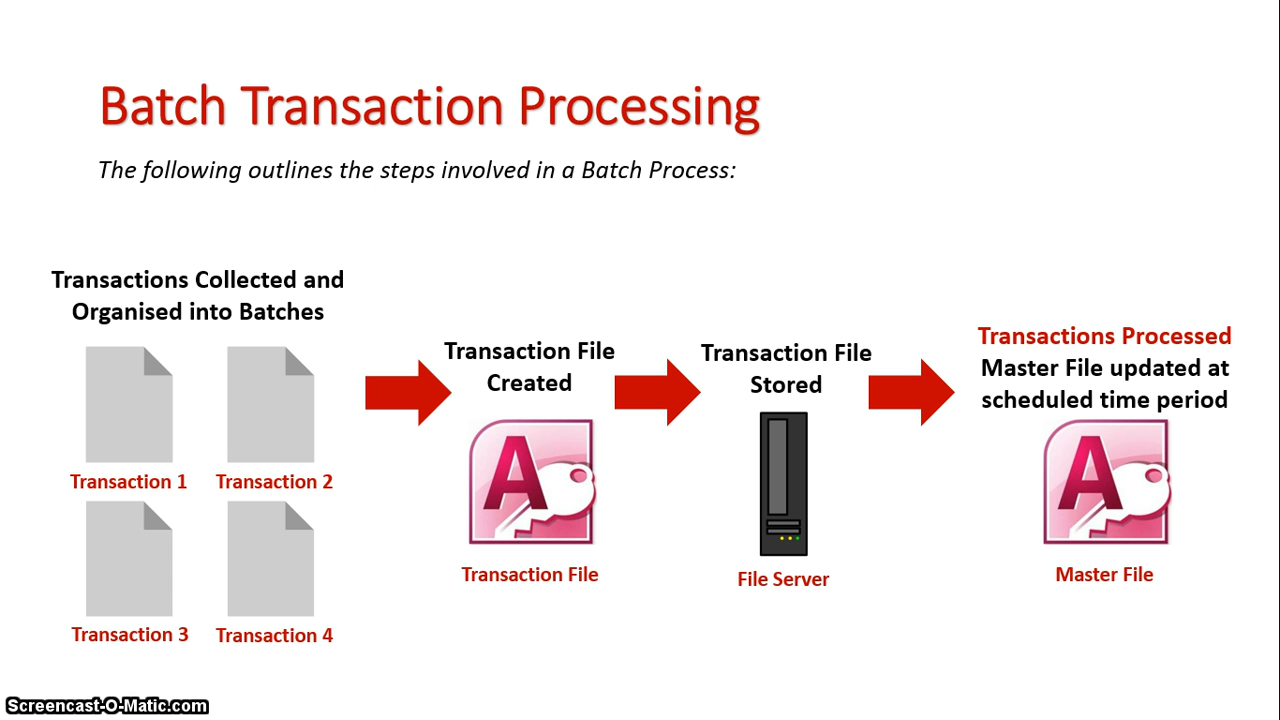 Batch Transaction Processing
The following outlines the steps involved in a Batch Process:
Transactions Collected and
Organised into Batches
Transaction 1
Transaction 2
Transaction 3
Transaction 4
Transaction File
Created
A
Transaction File
Transaction File
Stored
File Server
Transactions Processed
Master File updated at
scheduled time period
A
Master File
Screencast-O-Matic.com